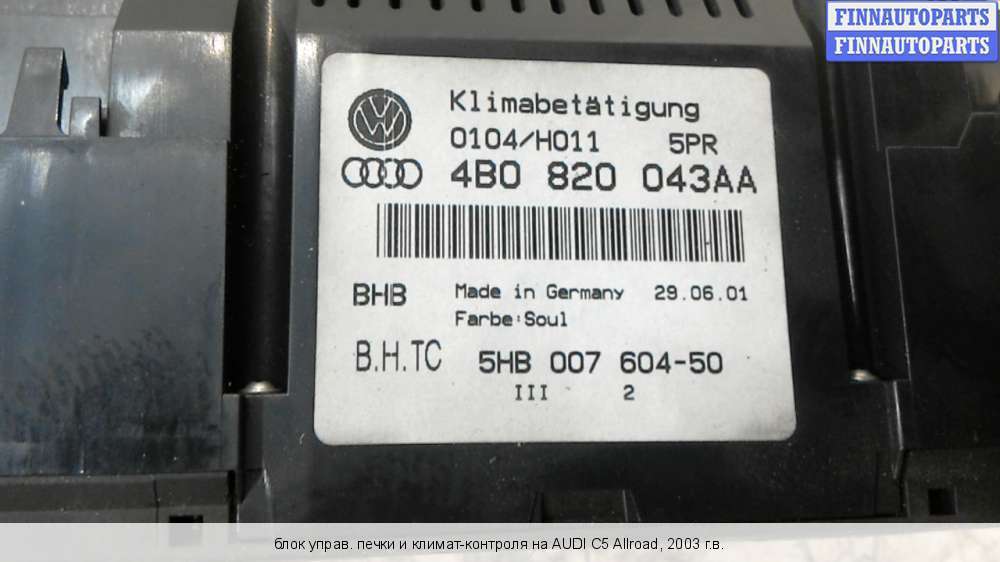 FINNAUTOPARTS
FINNAUTOPARTS
Klimabetätigung
0104/H011 5PR
4B0 820 043AA
BHB Made in Germany 29.06.01
Farbe:Soul
B.H.TC 5HB 007 604-50
III 2
блок управ. печки и климат-контроля на AUDI C5 Allroad, 2003 г.в.